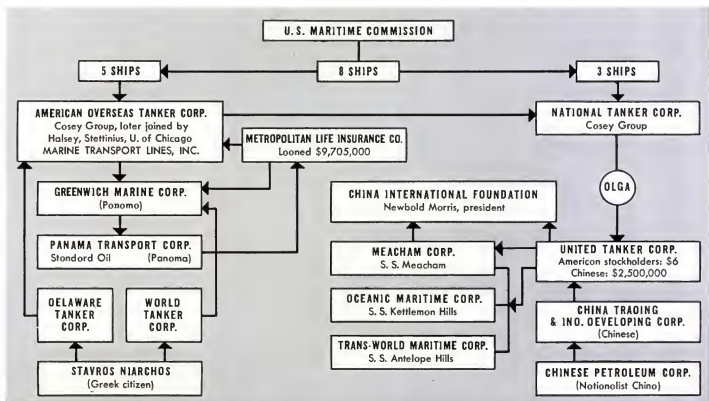 U.S. MARITIME COMMISSION
5 SHIPS
8 SHIPS
3 SHIPS
AMERICAN OVERSEAS TANKER CORP.
Cosey Group, loter joined by
Halsey, Stettinius, U. of Chicago
MARINE TRANSPORT LINES, INC.
METROPOLITAN LIFE INSURANCE CO.
Looned $9,705,000
NATIONAL TANKER CORP.
Cosey Group
GREENWICH MARINE CORP.
(Ponomo)
OLGA
CHINA INTERNATIONAL FOUNDATION
Newbold Morris, president
PANAMA TRANSPORT CORP.
Stondord Oil (Panoma)
MEACHAM CORP.
S. S. Meacham
UNITED TANKER CORP.
American stockholders: $6
Chinese: $2,500,000
OELAWARE
TANKER
CORP.
WORLD
TANKER
CORP.
OCEANIC MARITIME CORP.
S. S. Kettlemon Hills
CHINA TRAOING
& INO. DEVELOPING CORP.
(Chinese)
TRANS-WORLD MARITIME CORP.
S. S. Antelope Hills
STAVROS NIARCHOS
(Greek citizen)
CHINESE PETROLEUM CORP.
(Notionolist Chino)